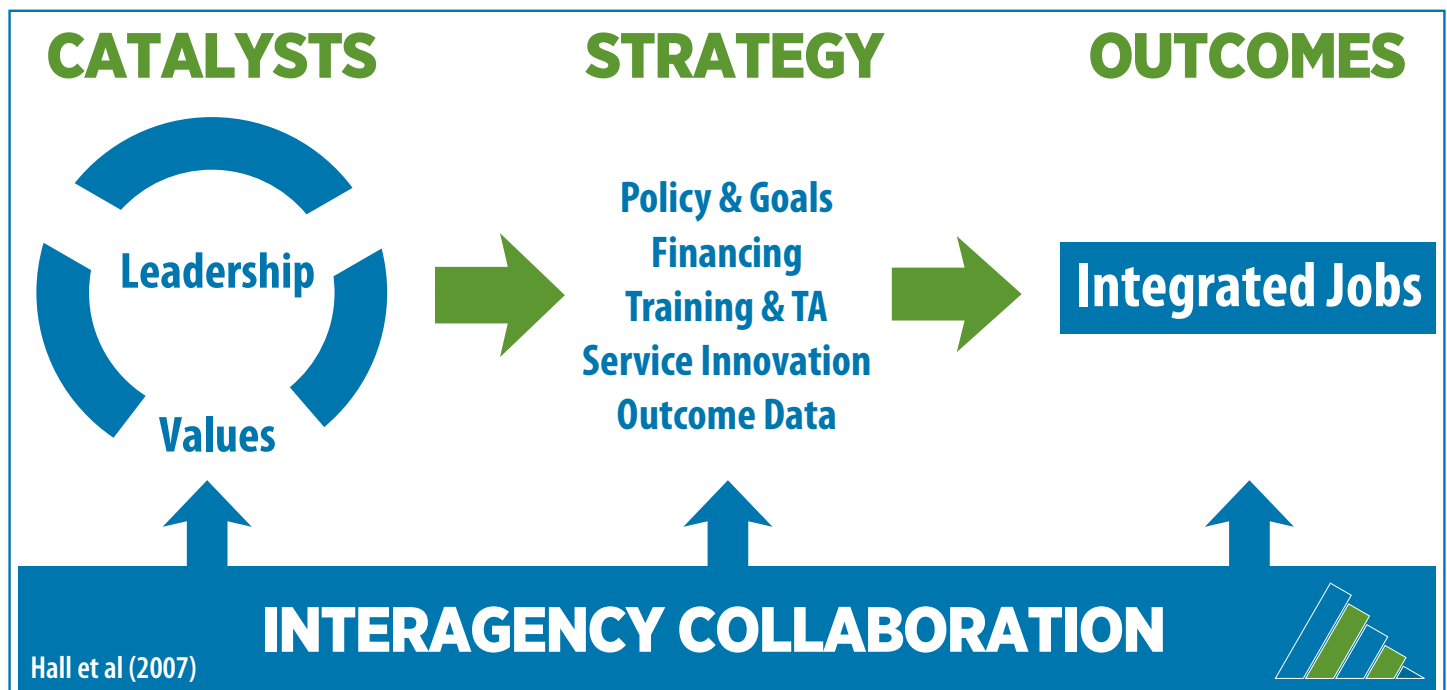 CATALYSTS
Leadership
Values
STRATEGY
Policy & Goals
Financing
Training & TA
Service Innovation
Outcome Data
OUTCOMES
Integrated Jobs
INTERAGENCY COLLABORATION
Hall et al (2007)